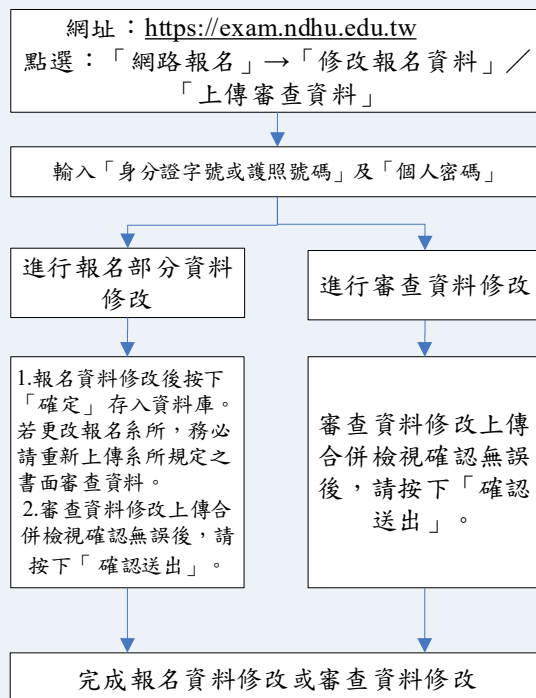 網址：https://exam.ndhu.edu.tw
點選：「網路報名」→「修改報名資料」／
「上傳審查資料」
輸入「身分證字號或護照號碼」及「個人密碼」
進行報名部分資料
修改
進行審查資料修改
1.報名資料修改後按下
「確定」存入資料庫。
若更改報名系所，務必
請重新上傳系所規定之
書面審查資料。
2.審查資料修改上傳合
併檢視確認無誤後，請
按下「 確認送出」。
審查資料修改上傳
合併檢視確認無誤
後，請按下「確認
送出」。
完成報名資料修改或審查資料修改